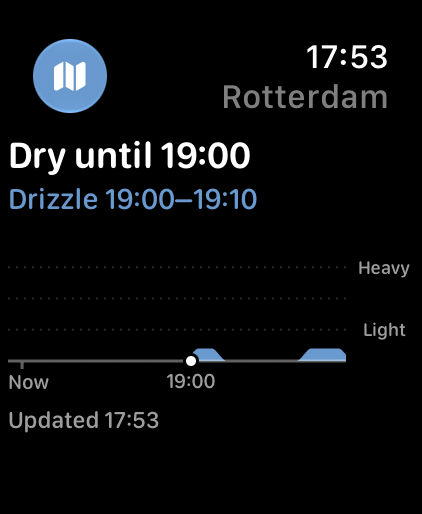 17:53
Rotterdam
Dry until 19:00
Drizzle 19:00–19:10
Heavy
Light
Now
19:00
Updated 17:53